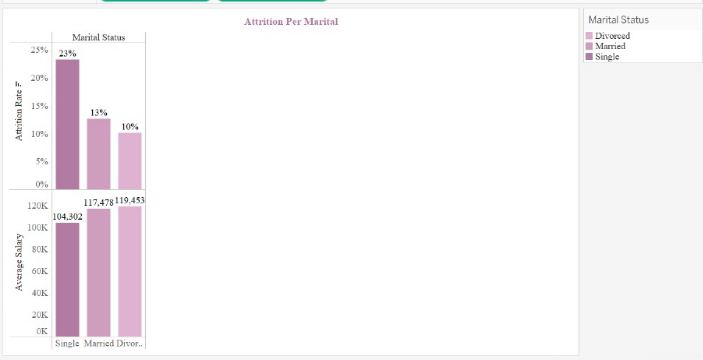 Attrition Per Marital
Marital Status
Divorced
Married
Single
Marital Status
Attrition Rate
25%
20%
15%
10%
5%
0%
23%
13%
10%
Average Salary
120K
100K
80K
60K
40K
20K
0K
104,302
117,478
119,453
Single Married Divor..